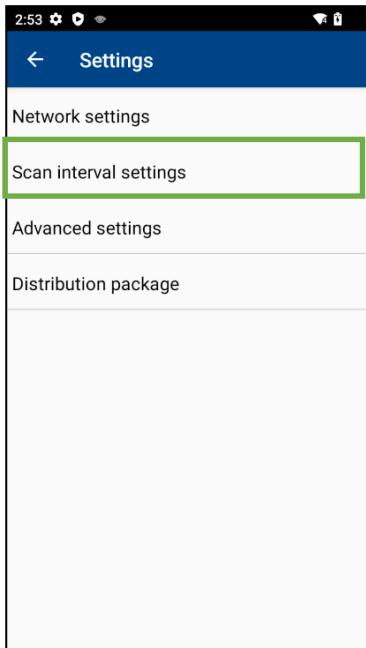 2:53
Settings
Network settings
Scan interval settings
Advanced settings
Distribution package